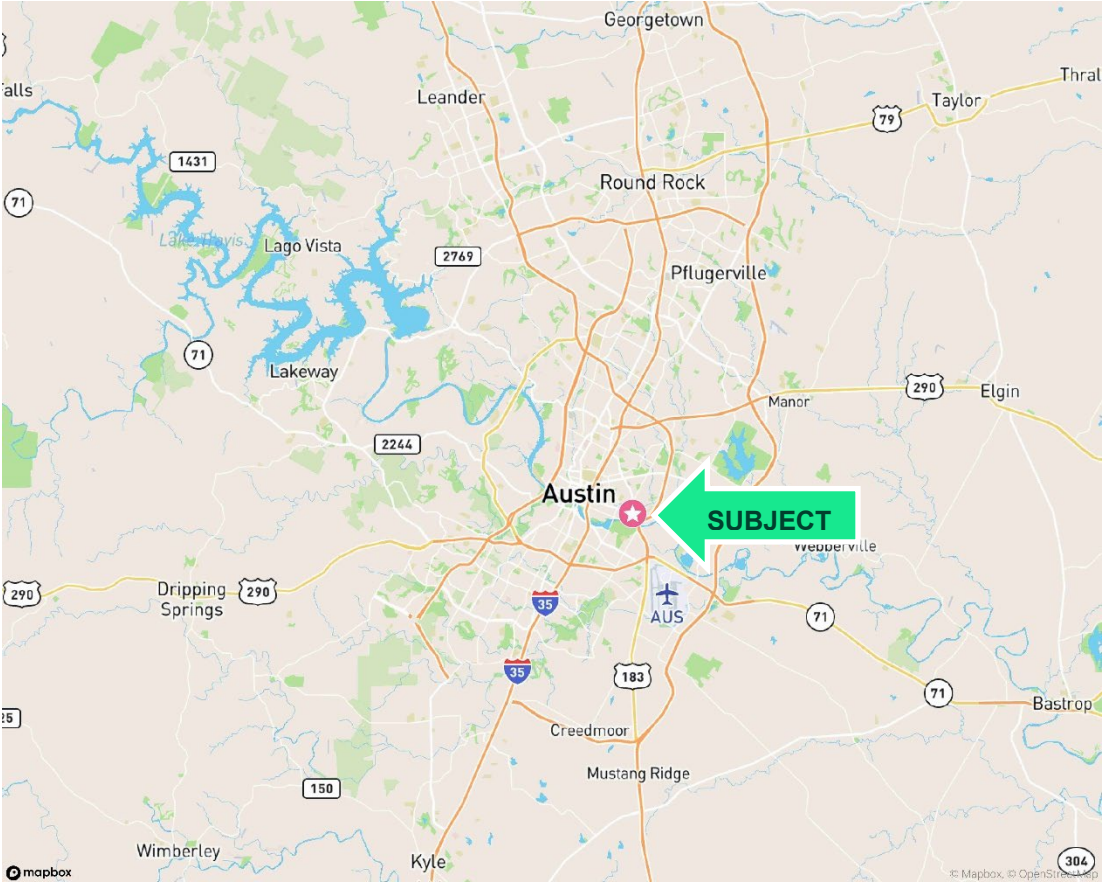 Georgetown
Thral
alls
Leander
Taylor
79
1431
Round Rock
71
Lake Travis
Lago Vista
2769
Pflugerville
71
Lakeway
290
Elgin
Manor
2244
Austin
SUBJECT
Webberville
290
Dripping
Springs
290
35
AUS
71
35
183
71
25
Bastrop
Creedmoor
Mustang Ridge
150
Wimberley
Kyle
304
mapbox
© Mapbox, © OpenStreetMap